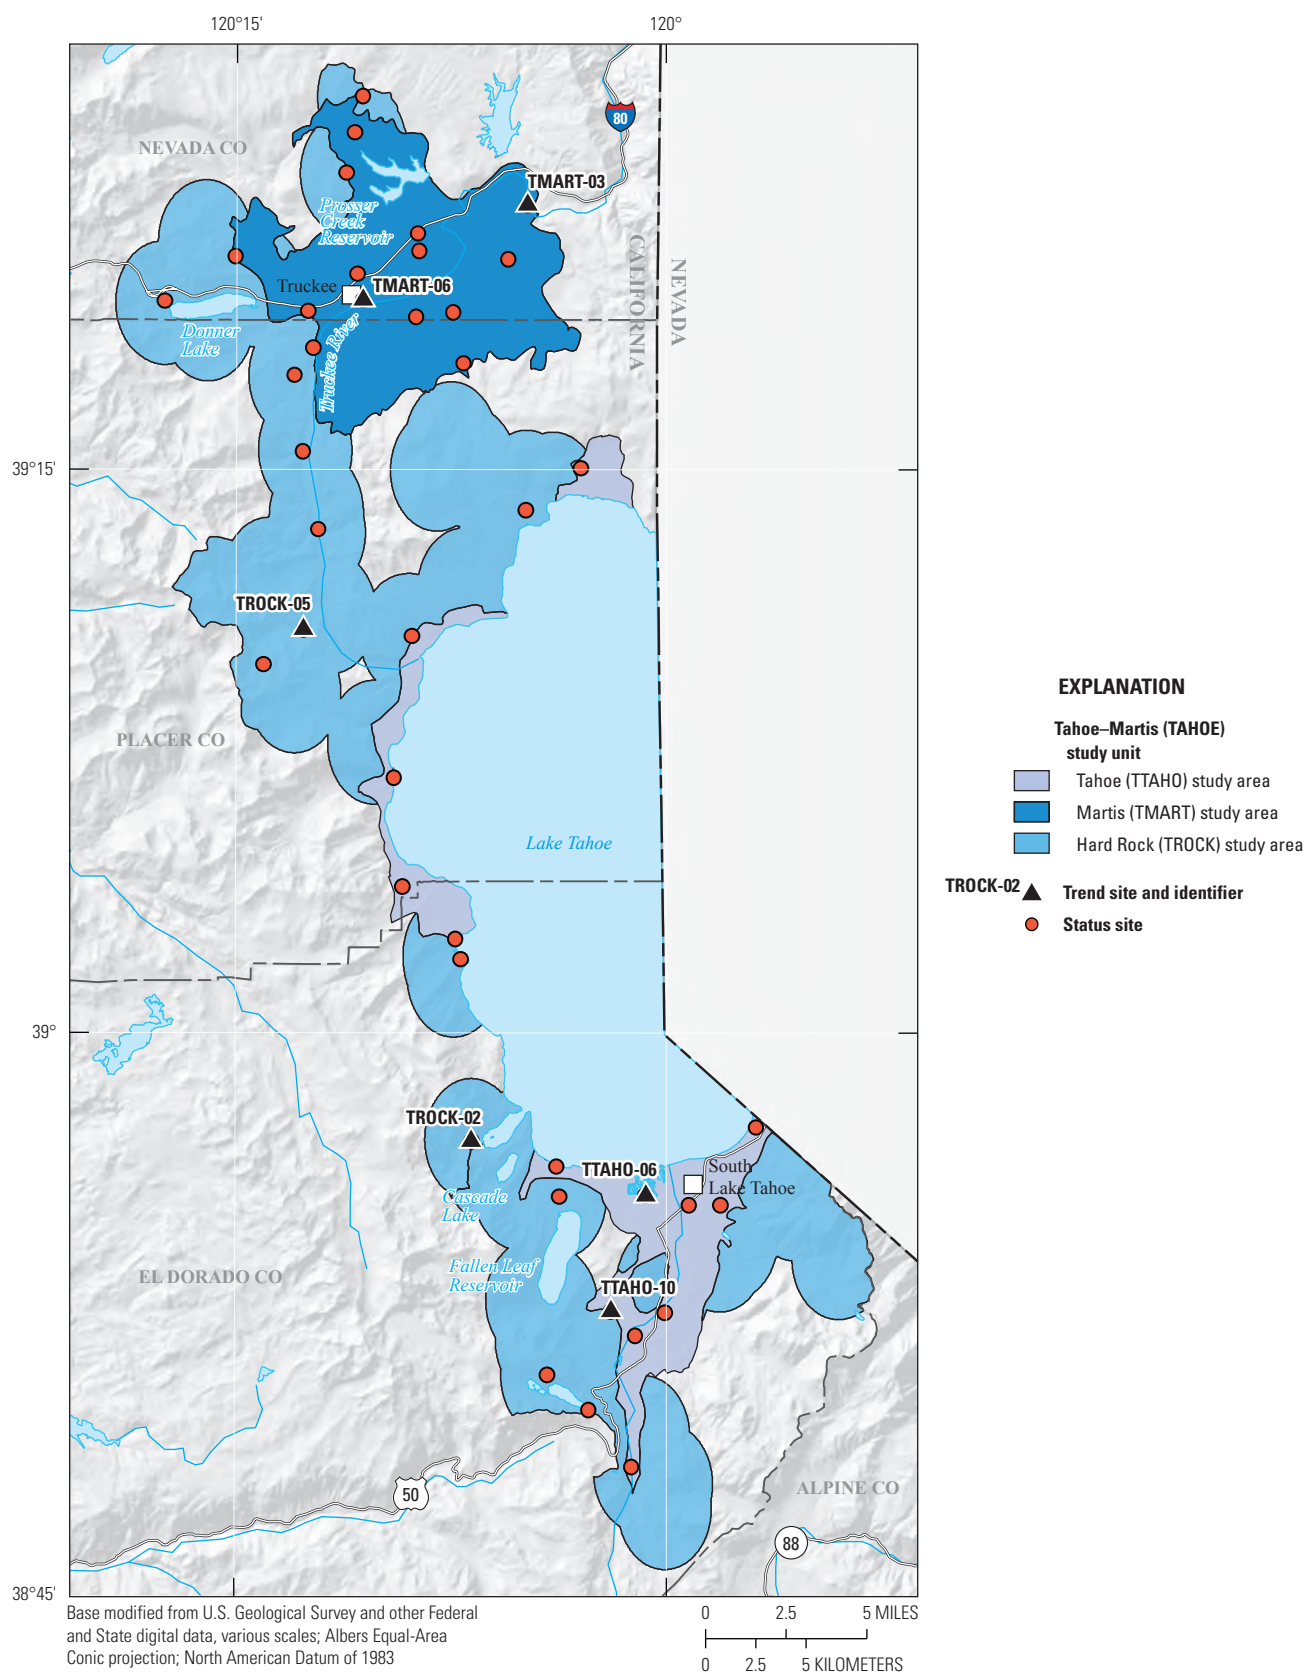 120°15'
120°
80
NEVADA CO
TMART-03
Prosser
Creek
Reservoir
CALIFORNIA
NEVADA
Truckee
TMART-06
Donner
Lake
Truckee River
39°15'
TROCK-05
PLACER CO
Lake Tahoe
39°
TROCK-02
TTAHO-06
South
Lake Tahoe
Cascade
Lake
Fallen Leaf
Reservoir
EL DORADO CO
TTAHO-10
50
ALPINE CO
88
38°45'
EXPLANATION
Tahoe–Martis (TAHOE)
study unit
Tahoe (TTAHO) study area
Martis (TMART) study area
Hard Rock (TROCK) study area
TROCK-02 Trend site and identifier
Status site
Base modified from U.S. Geological Survey and other Federal
and State digital data, various scales; Albers Equal-Area
Conic projection; North American Datum of 1983
0 2.5 5 MILES
0 2.5 5 KILOMETERS